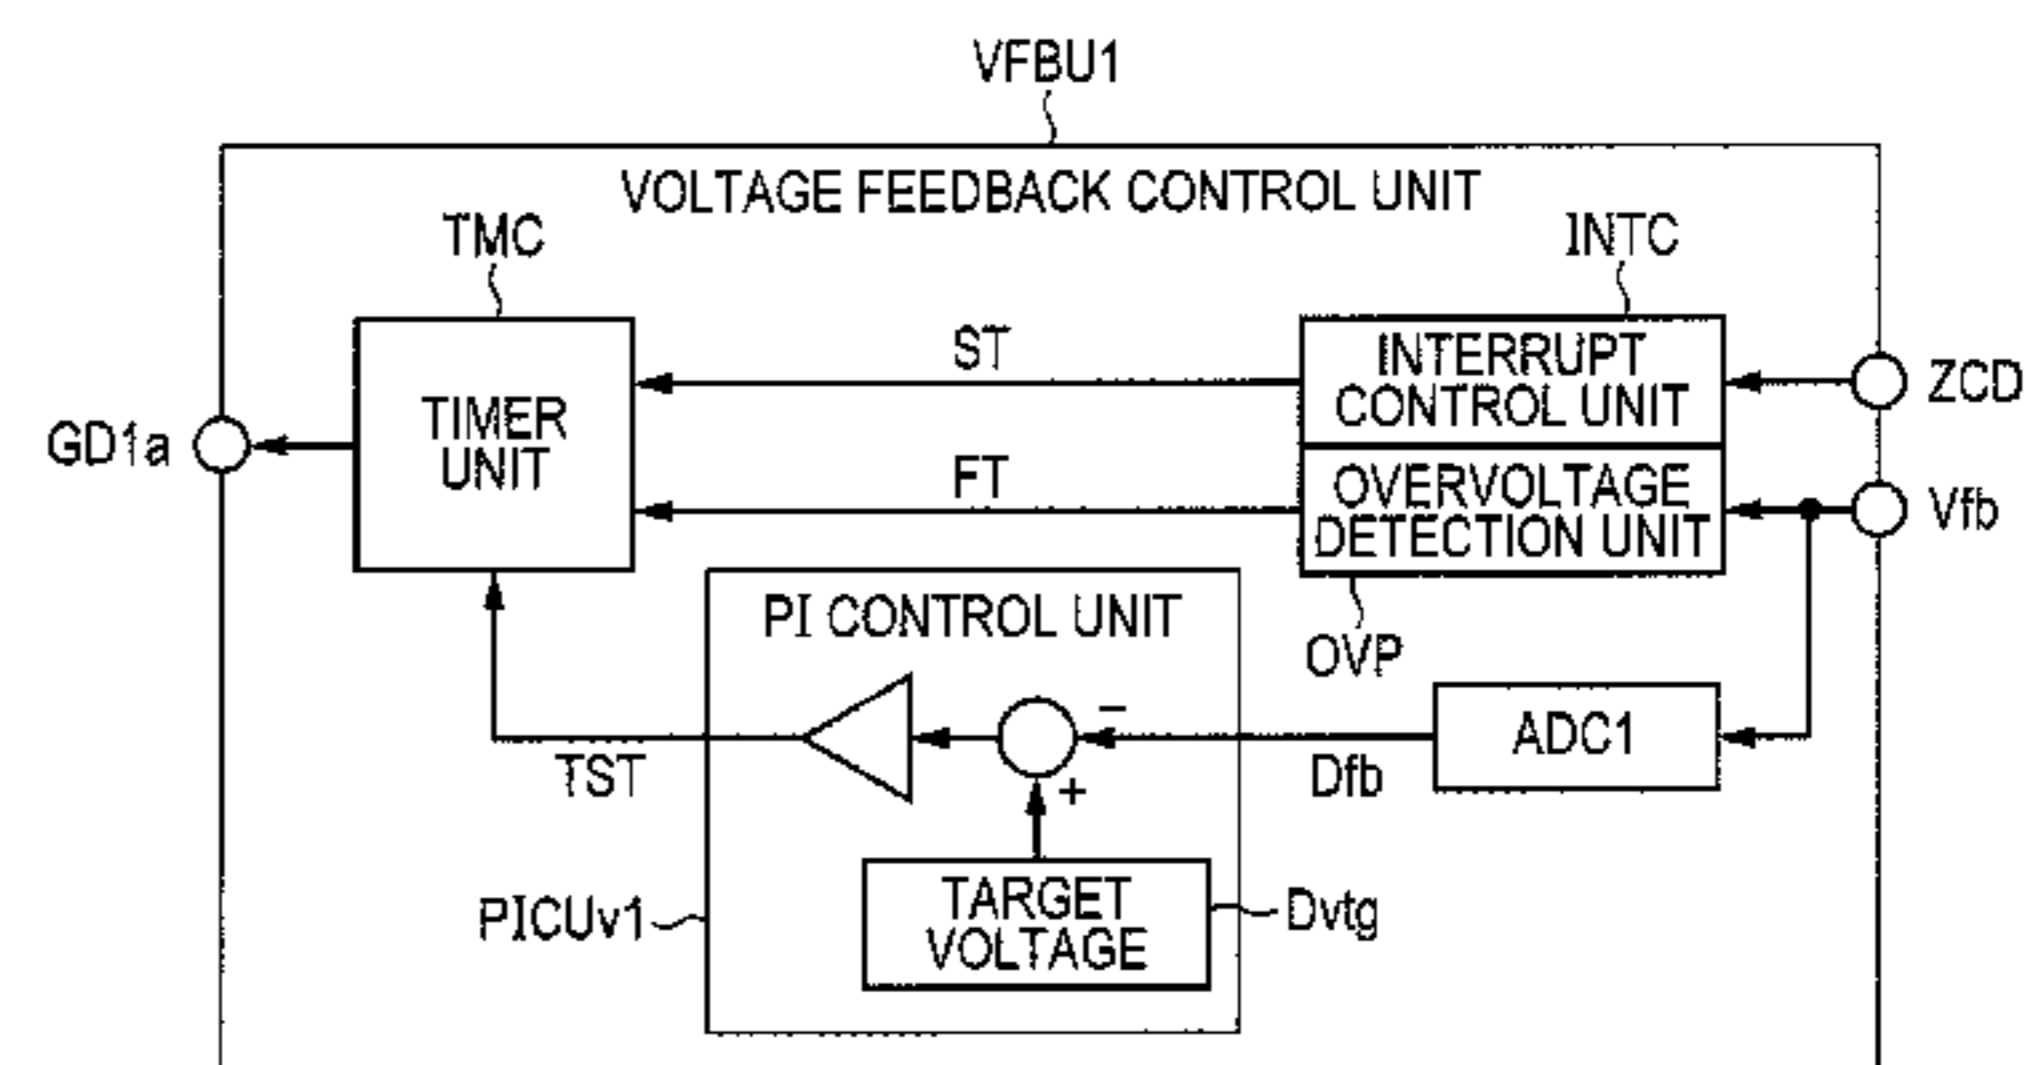 VFBU1
VOLTAGE FEEDBACK CONTROL UNIT
TMC
INTC
ST
INTERRUPT
CONTROL UNIT
ZCD
TIMER
UNIT
GD1a
FT
OVERVOLTAGE
DETECTION UNIT
Vfb
PI CONTROL UNIT
OVP
−
ADC1
TST
+
Dfb
TARGET
VOLTAGE
PICUv1
Dvtg